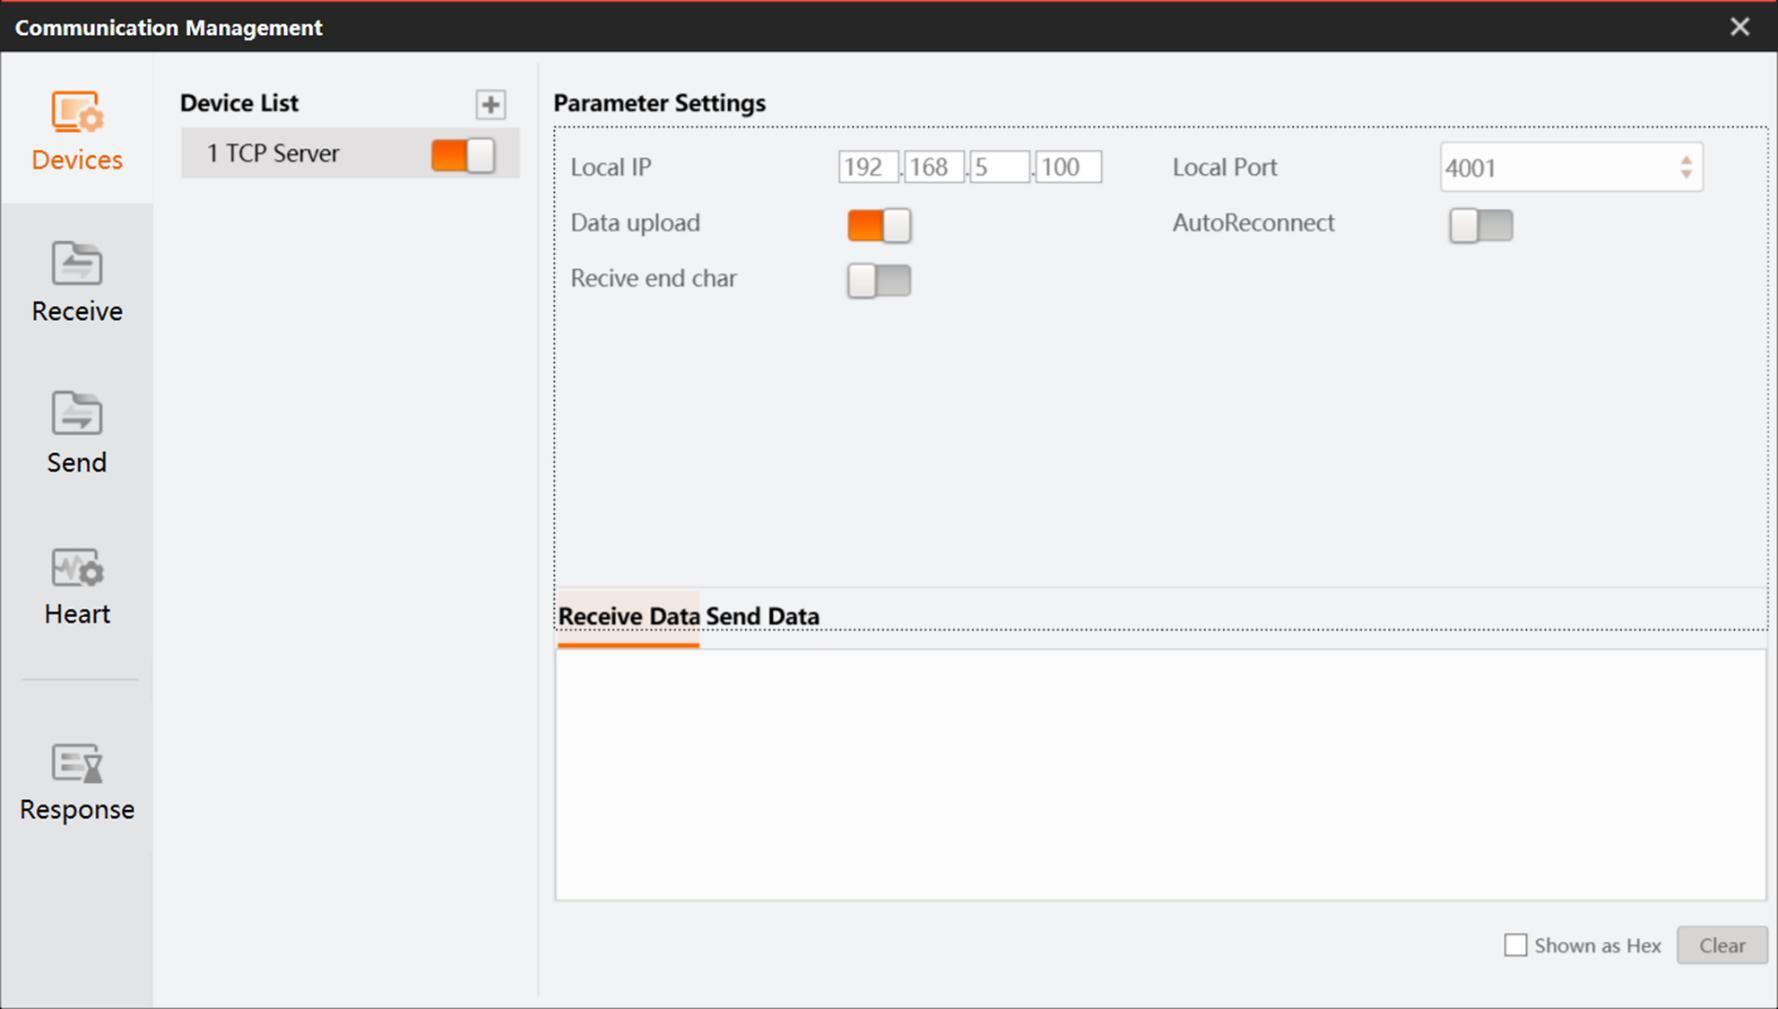 Communication Management
Devices
Receive
Send
Heart
Response
Device List
1 TCP Server
Parameter Settings
Local IP 192.168.5.100 Local Port 4001
Data upload AutoReconnect
Recive end char
Receive Data Send Data
Shown as Hex Clear